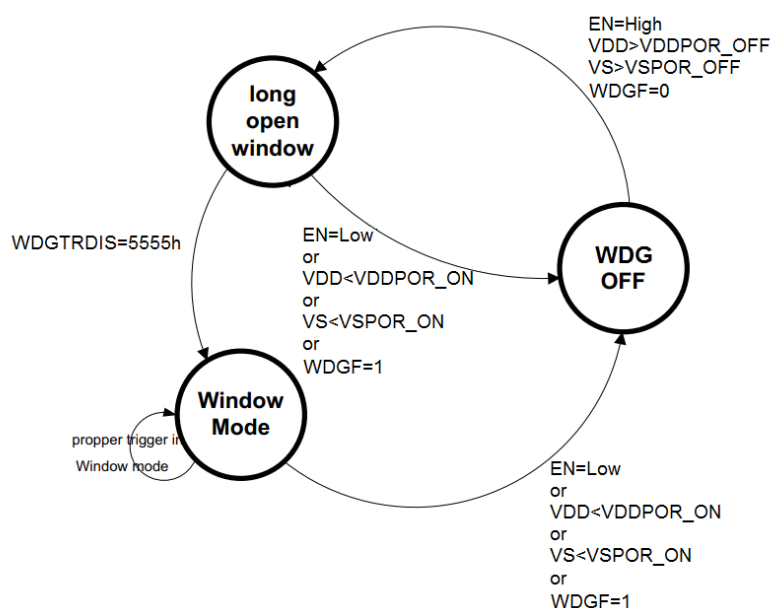 EN=High
VDD>VDDPOR_OFF
VS>VSPOR_OFF
WDGF=0
long
open
window
WDGTRDIS=5555h
EN=Low
or
VDD<VDDPOR_ON
or
VS<VSPOR_ON
or
WDGF=1
WDG
OFF
Window
Mode
propper trigger in
Window mode
EN=Low
or
VDD<VDDPOR_ON
or
VS<VSPOR_ON
or
WDGF=1